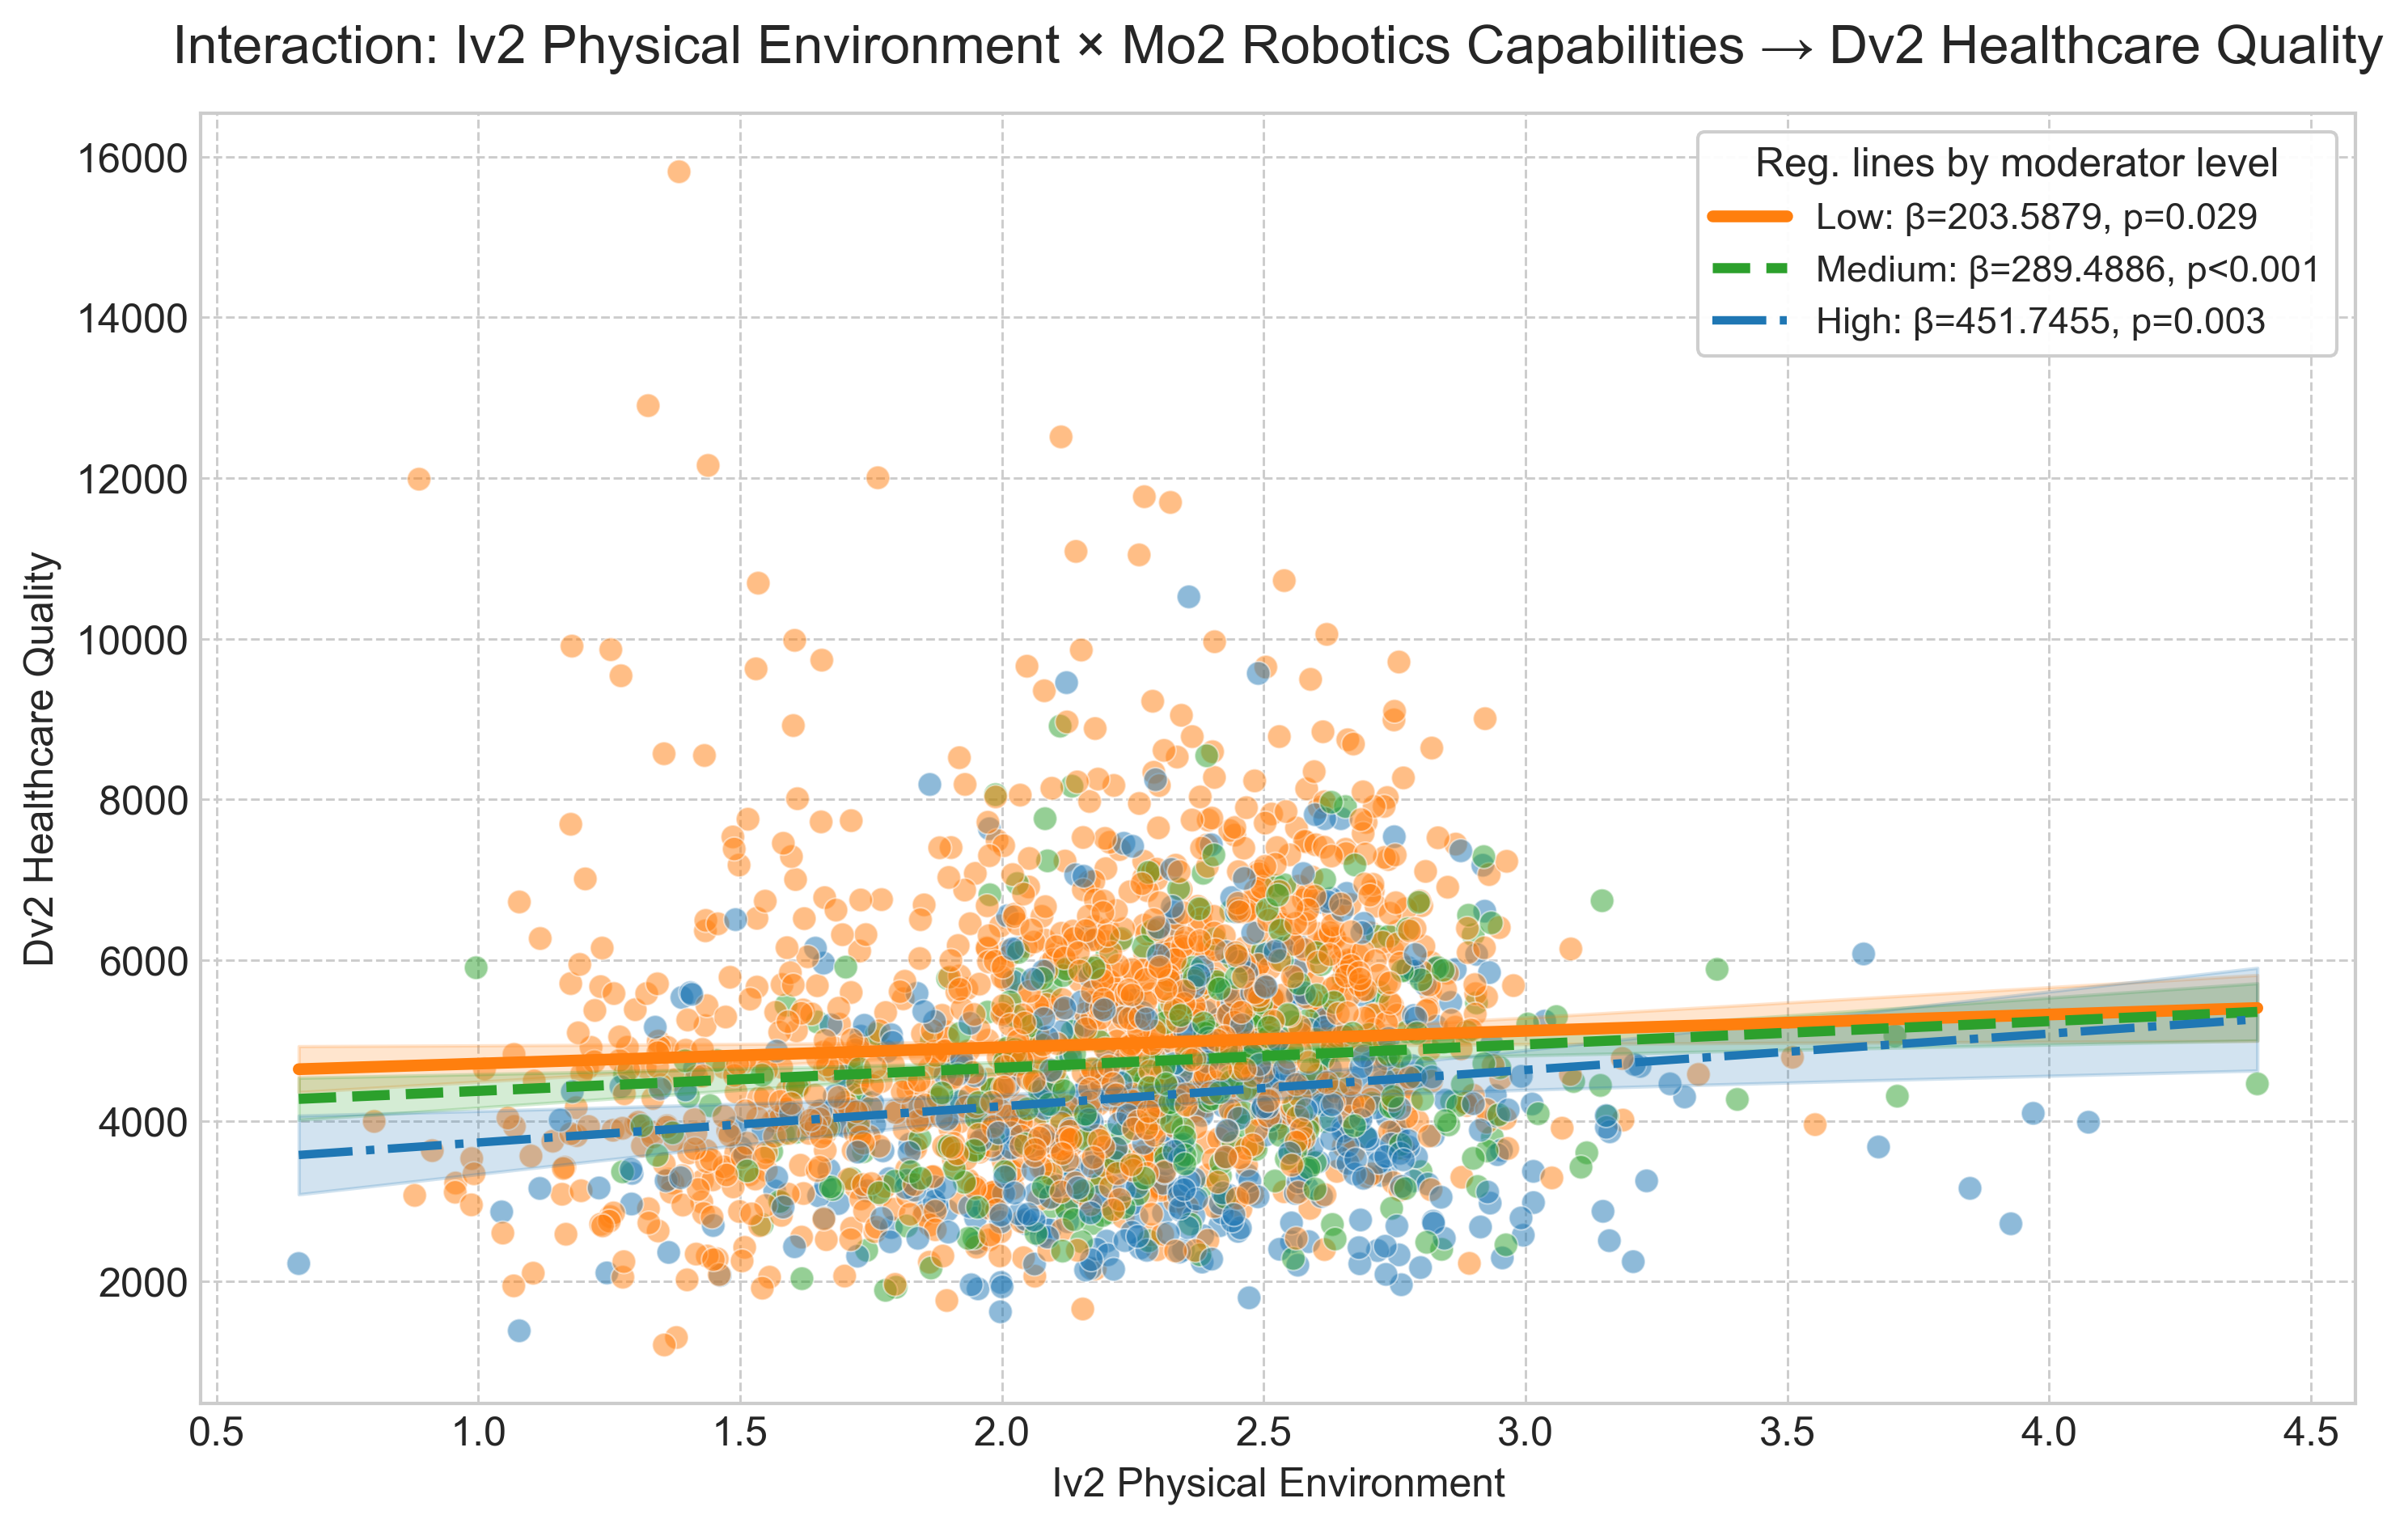 Interaction: Iv2 Physical Environment × Mo2 Robotics Capabilities → Dv2 Healthcare Quality
Reg. lines by moderator level
Low: β=203.5879, p=0.029
Medium: β=289.4886, p<0.001
High: β=451.7455, p=0.003
Dv2 Healthcare Quality
16000
14000
12000
10000
8000
6000
4000
2000
0.5 1.0 1.5 2.0 2.5 3.0 3.5 4.0 4.5
Iv2 Physical Environment